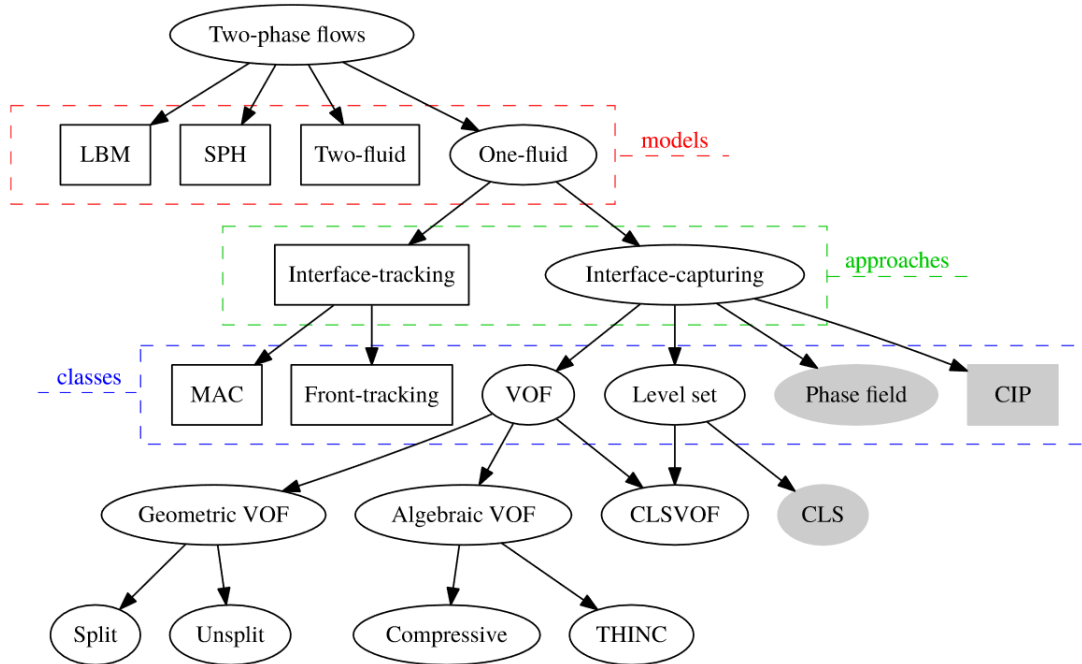 Two-phase flows
LBM
SPH
Two-fluid
One-fluid
models
Interface-tracking
Interface-capturing
approaches
classes
MAC
Front-tracking
VOF
Level set
Phase field
CIP
Geometric VOF
Algebraic VOF
CLSVOF
CLS
Split
Unsplit
Compressive
THINC